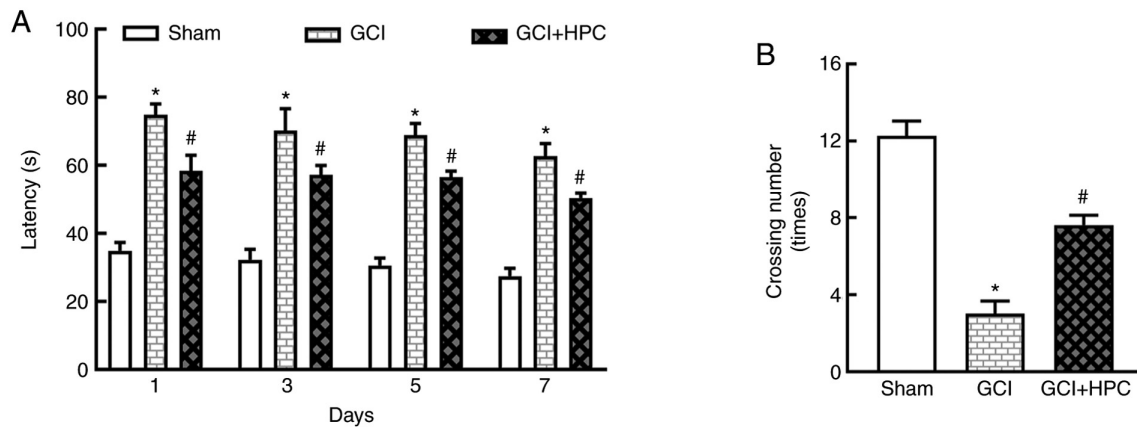 A
Sham
GCI
GCI+HPC
Latency (s)
100
80
60
40
20
0
*
#
*
#
*
#
*
#
1
3
5
7
Days
B
Crossing number
(times)
16
12
8
4
0
*
#
Sham
GCI
GCI+HPC